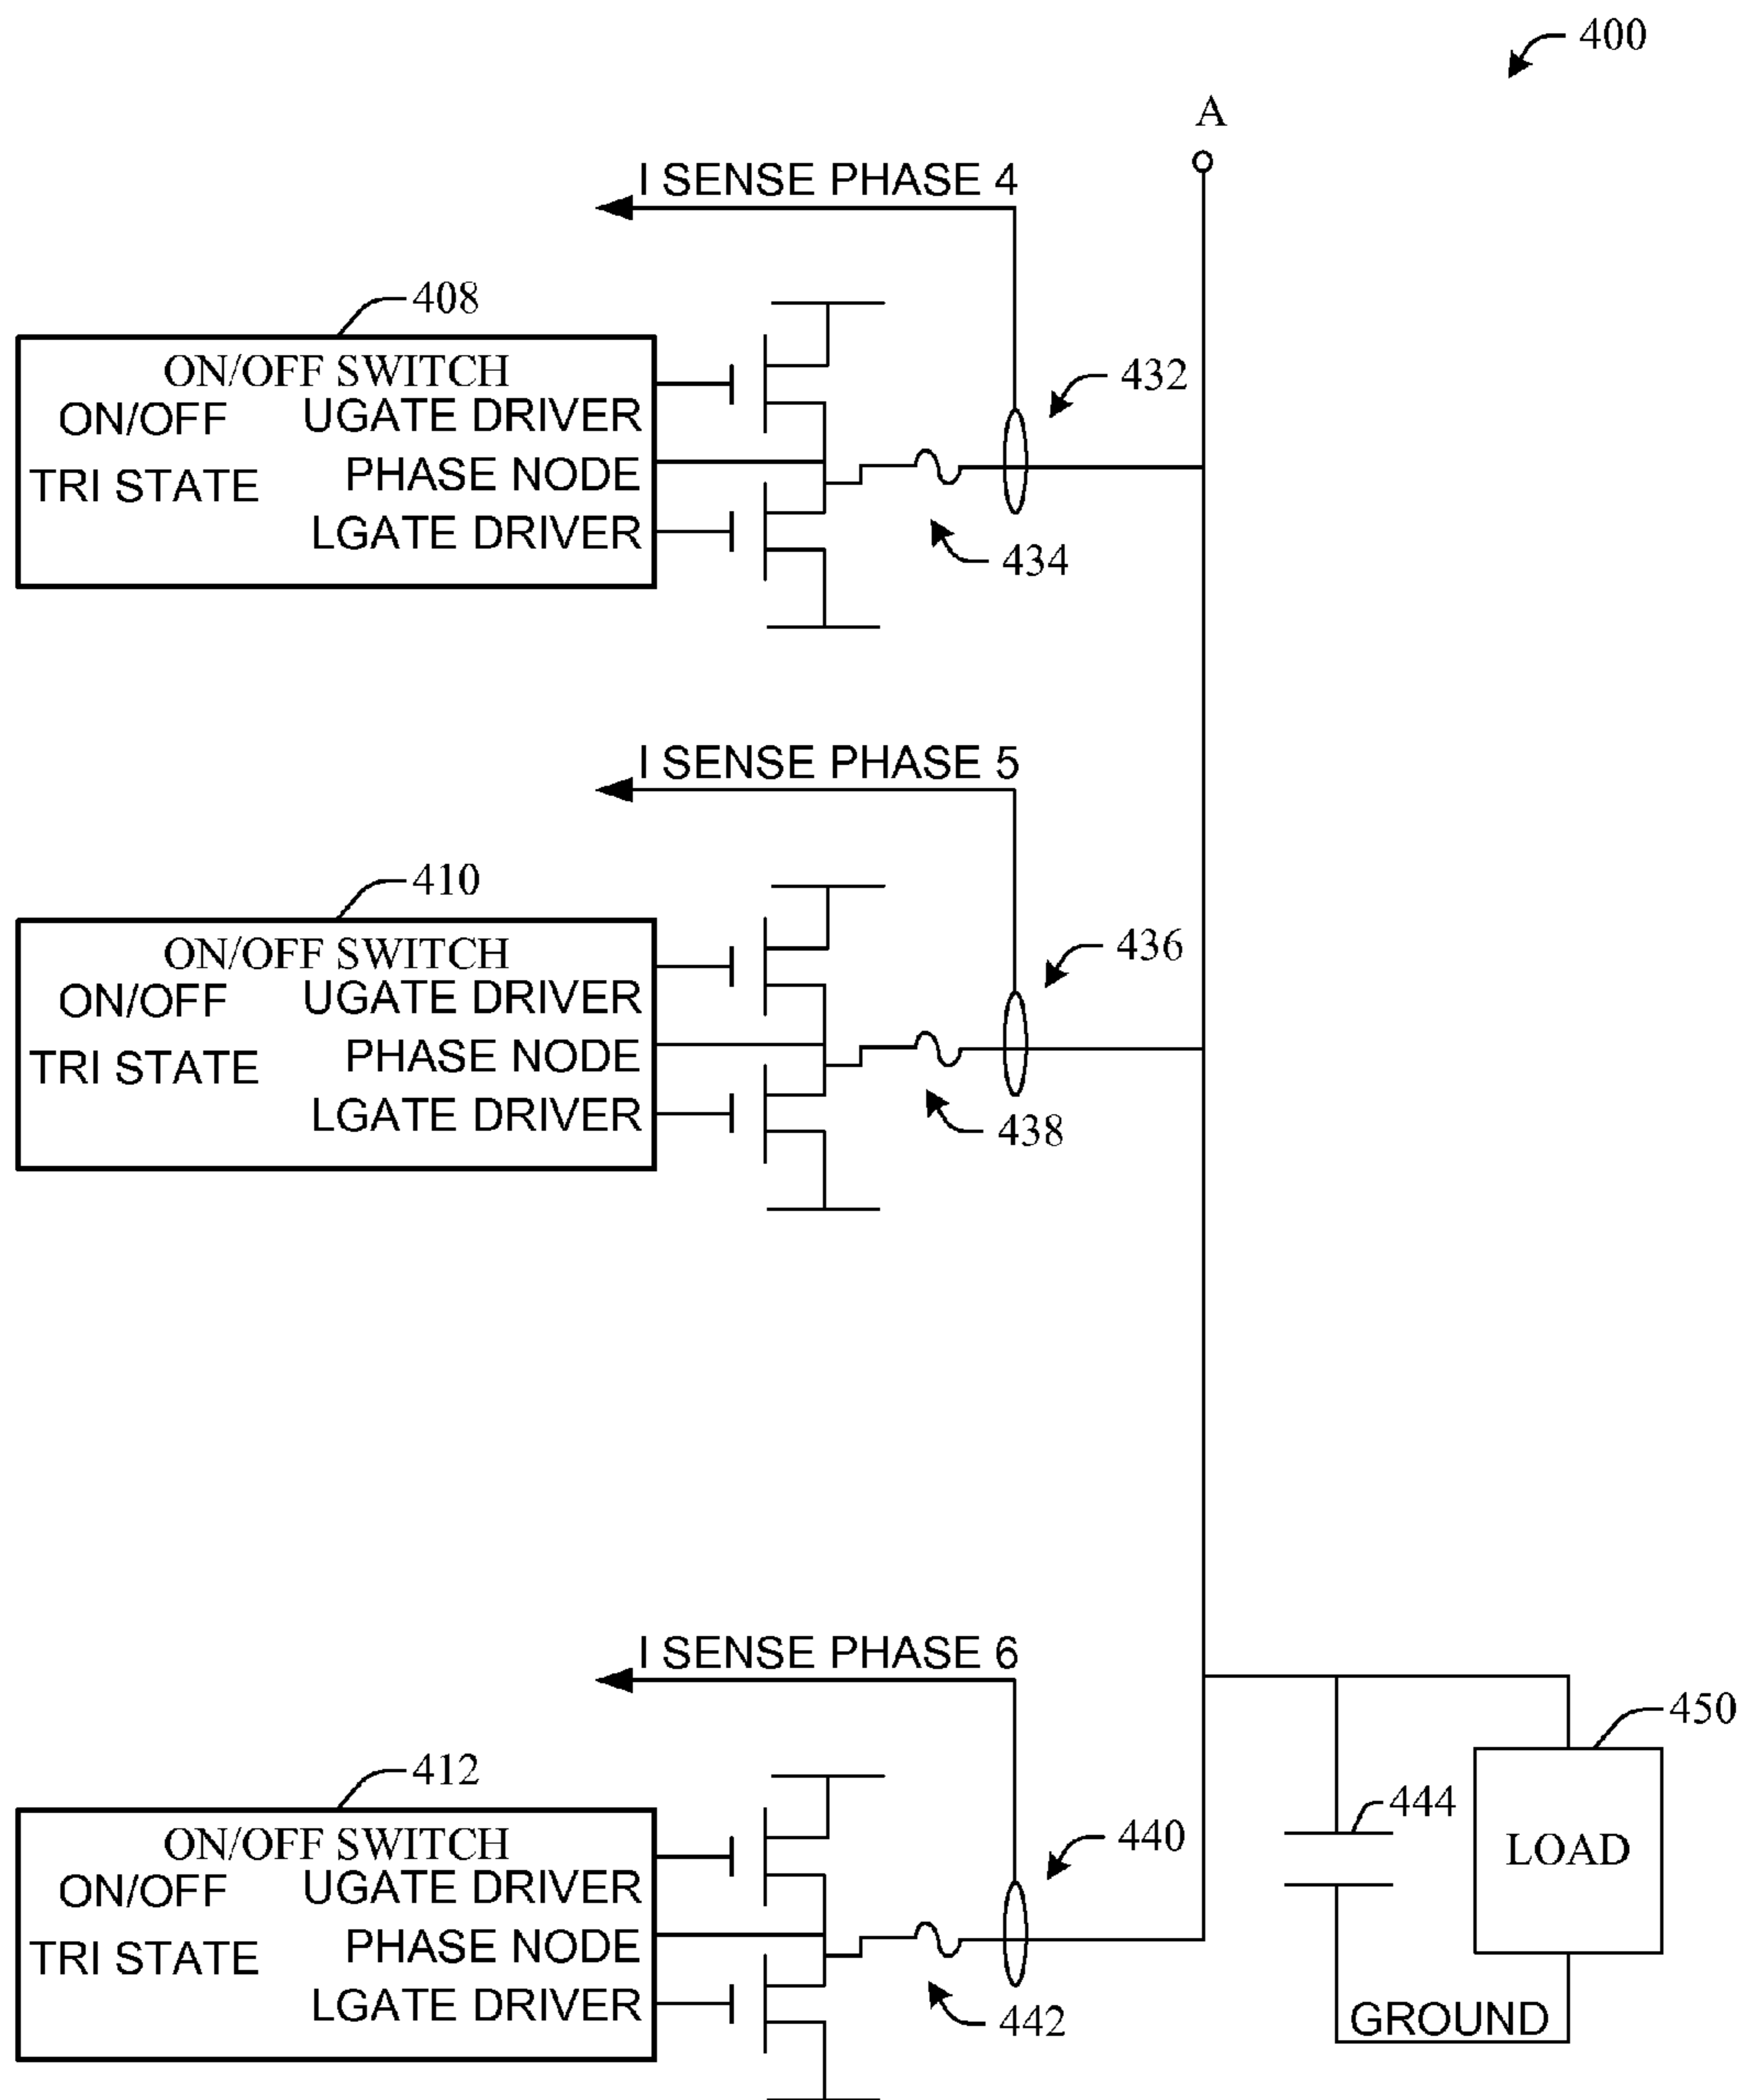 400
A
I SENSE PHASE 4
408
ON/OFF SWITCH
ON/OFF UGATE DRIVER
TRI STATE PHASE NODE
LGATE DRIVER
432
434
I SENSE PHASE 5
410
ON/OFF SWITCH
ON/OFF UGATE DRIVER
TRI STATE PHASE NODE
LGATE DRIVER
436
438
I SENSE PHASE 6
412
ON/OFF SWITCH
ON/OFF UGATE DRIVER
TRI STATE PHASE NODE
LGATE DRIVER
440
442
450
444
LOAD
GROUND